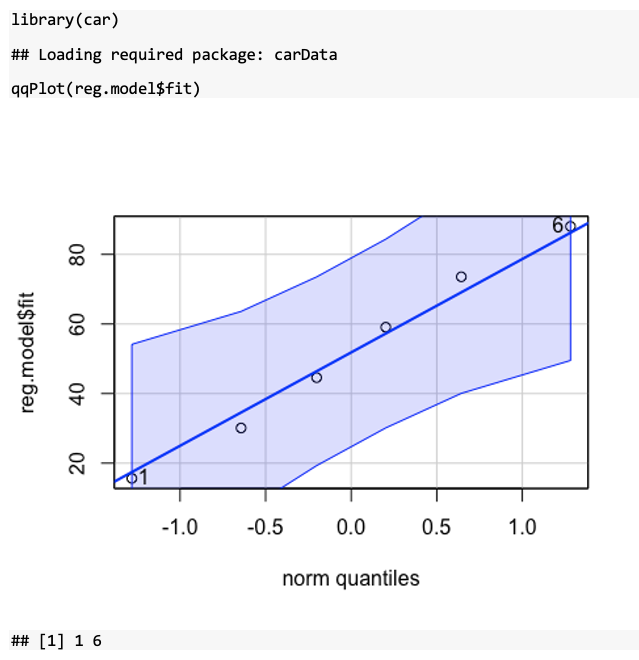 library(car)
## Loading required package: carData
qqPlot(reg.model$fit)
6
80
60
40
20
reg.model$fit
1
-1.0 -0.5 0.0 0.5 1.0
norm quantiles
## [1] 1 6